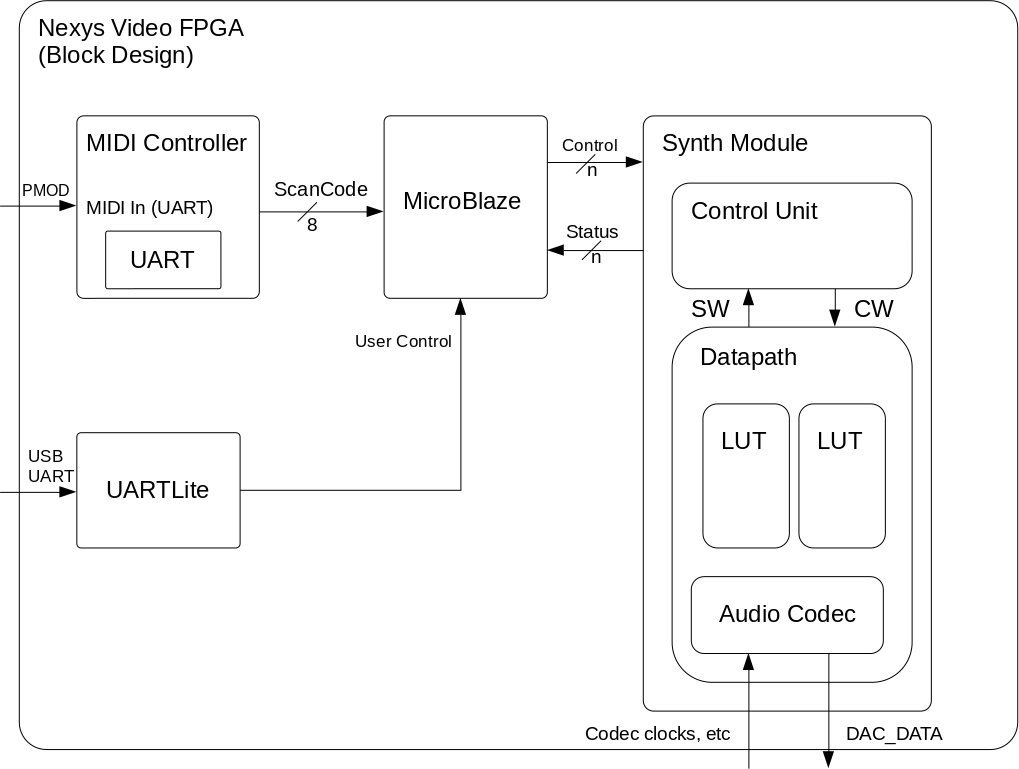 Nexys Video FPGA
(Block Design)
MIDI Controller
PMOD
MIDI In (UART)
UART
ScanCode
8
MicroBlaze
Control
n
Status
n
Synth Module
Control Unit
SW
CW
Datapath
LUT
LUT
Audio Codec
User Control
USB
UART
UARTLite
Codec clocks, etc
DAC_DATA